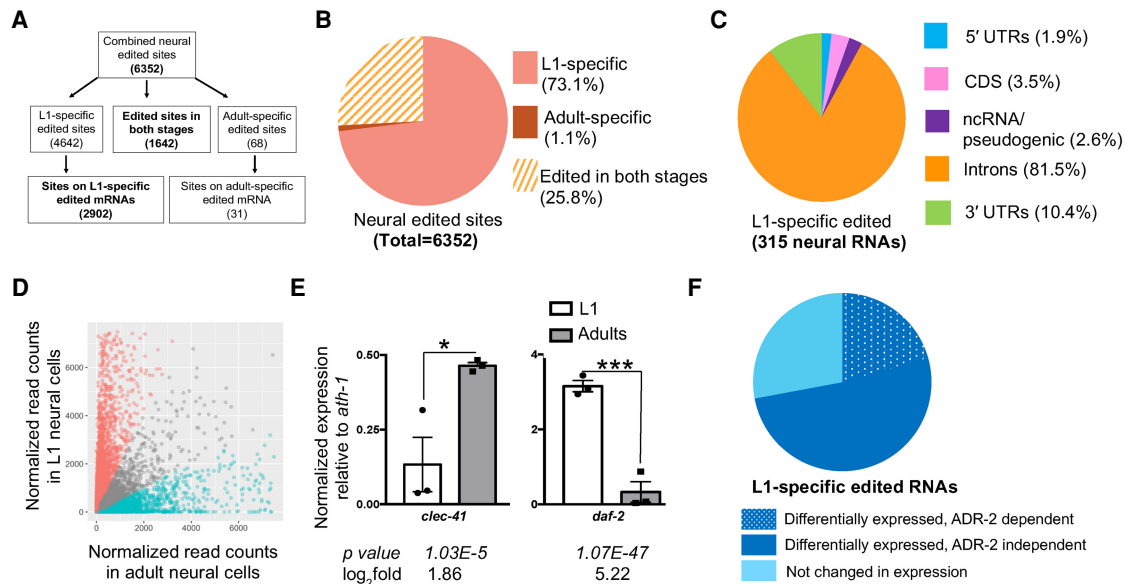 A
Combined neural
edited sites
(6352)
L1-specific
edited sites
(4642)
Edited sites in
both stages
(1642)
Adult-specific
edited sites
(68)
Sites on L1-specific
edited mRNAs
(2902)
Sites on adult-specific
edited mRNA
(31)
B
L1-specific
(73.1%)
Adult-specific
(1.1%)
Edited in both stages
(25.8%)
Neural edited sites
(Total=6352)
C
5′ UTRs (1.9%)
CDS (3.5%)
ncRNA/
pseudogenic (2.6%)
Introns (81.5%)
3′ UTRs (10.4%)
L1-specific edited
(315 neural RNAs)
D
Normalized read counts
in L1 neural cells
6000
4000
2000
0
0 2000 4000 6000
Normalized read counts
in adult neural cells
E
L1
Adults
Normalized expression
relative to ath-1
0.50
0.25
0.00
*
clec-41
4
2
0
***
daf-2
p value 1.03E-5 1.07E-47
log2fold 1.86 5.22
F
L1-specific edited RNAs
Differentially expressed, ADR-2 dependent
Differentially expressed, ADR-2 independent
Not changed in expression